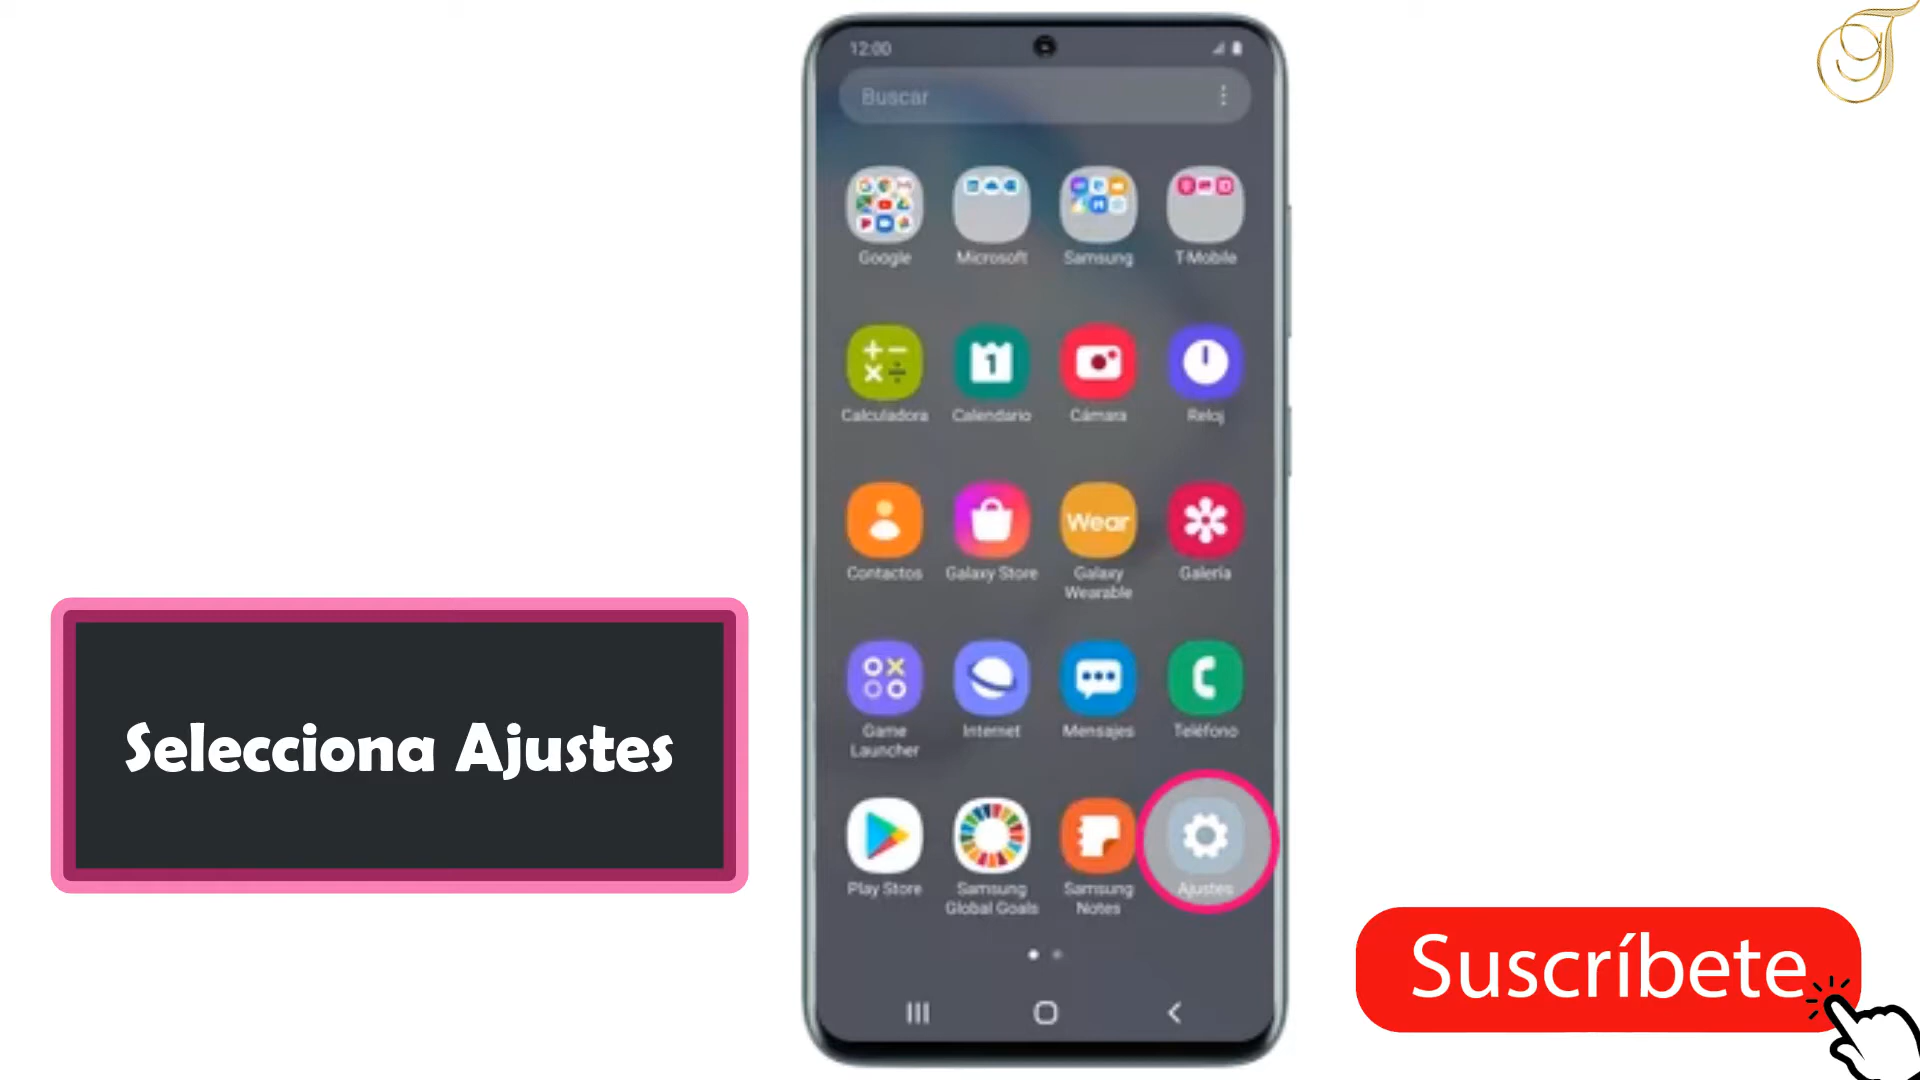 12:00
Buscar
Google
Microsoft
Samsung
T-Mobile
1
Calculadora
Calendario
Cámara
Reloj
Wear
Contactos
Galaxy Store
Galaxy
Wearable
Galería
Game
Launcher
Internet
Mensajes
Teléfono
Play Store
Samsung
Global Goals
Samsung
Notes
Ajustes
Selecciona Ajustes
Suscríbete